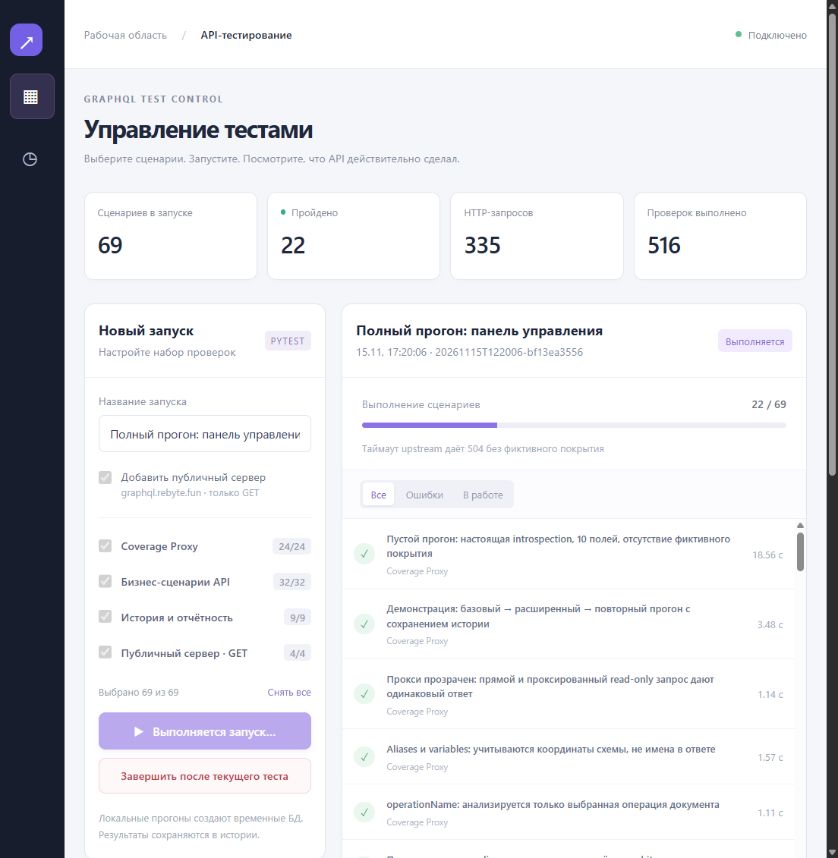 Рабочая область / API-тестирование
Подключено
GRAPHQL TEST CONTROL
Управление тестами
Выберите сценарии. Запустите. Посмотрите, что API действительно сделал.
Сценариев в запуске
69
Пройдено
22
HTTP-запросов
335
Проверок выполнено
516
Новый запуск
Настройте набор проверок
PYTEST
Название запуска
Полный прогон: панель управлени
Добавить публичный сервер
graphql.rebyte.fun · только GET
Coverage Proxy 24/24
Бизнес-сценарии API 32/32
История и отчётность 9/9
Публичный сервер · GET 4/4
Выбрано 69 из 69 Снять все
Выполняется запуск...
Завершить после текущего теста
Локальные прогоны создают временные БД.
Результаты сохраняются в истории.
Полный прогон: панель управления
15.11, 17:20:06 · 20261115T122006-bf13ea3556
Выполняется
Выполнение сценариев 22 / 69
Таймаут upstream даёт 504 без фиктивного покрытия
Все Ошибки В работе
Пустой прогон: настоящая introspection, 10 полей, отсутствие фиктивного
покрытия
Coverage Proxy
18.56 с
Демонстрация: базовый → расширенный → повторный прогон с
сохранением истории
Coverage Proxy
3.48 с
Прокси прозрачен: прямой и проксированный read-only запрос дают
одинаковый ответ
Coverage Proxy
1.14 с
Aliases и variables: учитываются координаты схемы, не имена в ответе
Coverage Proxy
1.57 с
operationName: анализируется только выбранная операция документа
Coverage Proxy
1.11 с